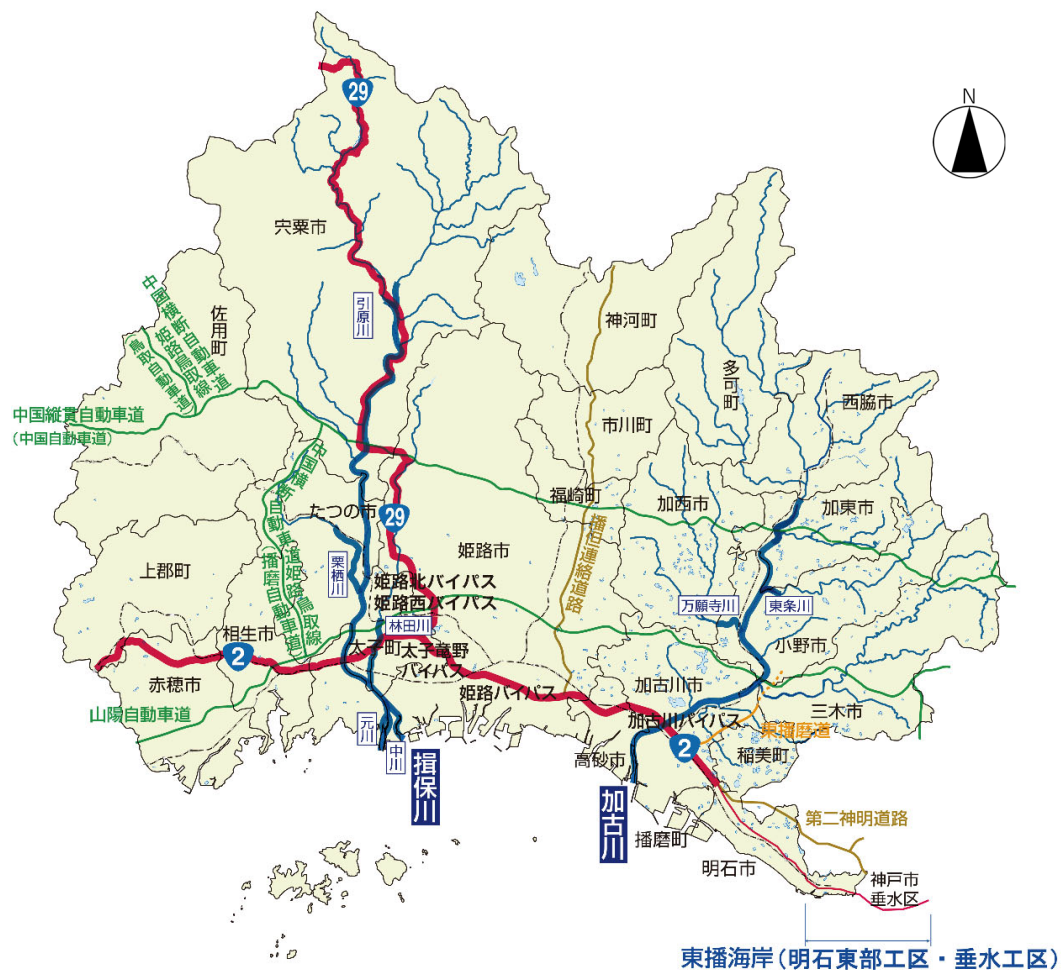 N
29
宍粟市
引原川
神河町
佐用町
中国横断自動車道
姫路鳥取線
(鳥取自動車道)
多可町
西脇市
中国縦貫自動車道
(中国自動車道)
市川町
中国横断自動車道姫路鳥取線
(播磨自動車道)
福崎町
加西市
加東市
たつの市
29
姫路市
播但連絡道路
上郡町
栗栖川
姫路北バイパス
姫路西バイパス
林田川
万願寺川
東条川
相生市
2
太子町
太子竜野
バイパス
小野市
赤穂市
姫路バイパス
加古川市
三木市
山陽自動車道
元川
中川
加古川バイパス
東播磨道
2
稲美町
揖保川
高砂市
加古川
播磨町
第二神明道路
明石市
神戸市
垂水区
東播海岸(明石東部工区・垂水工区)